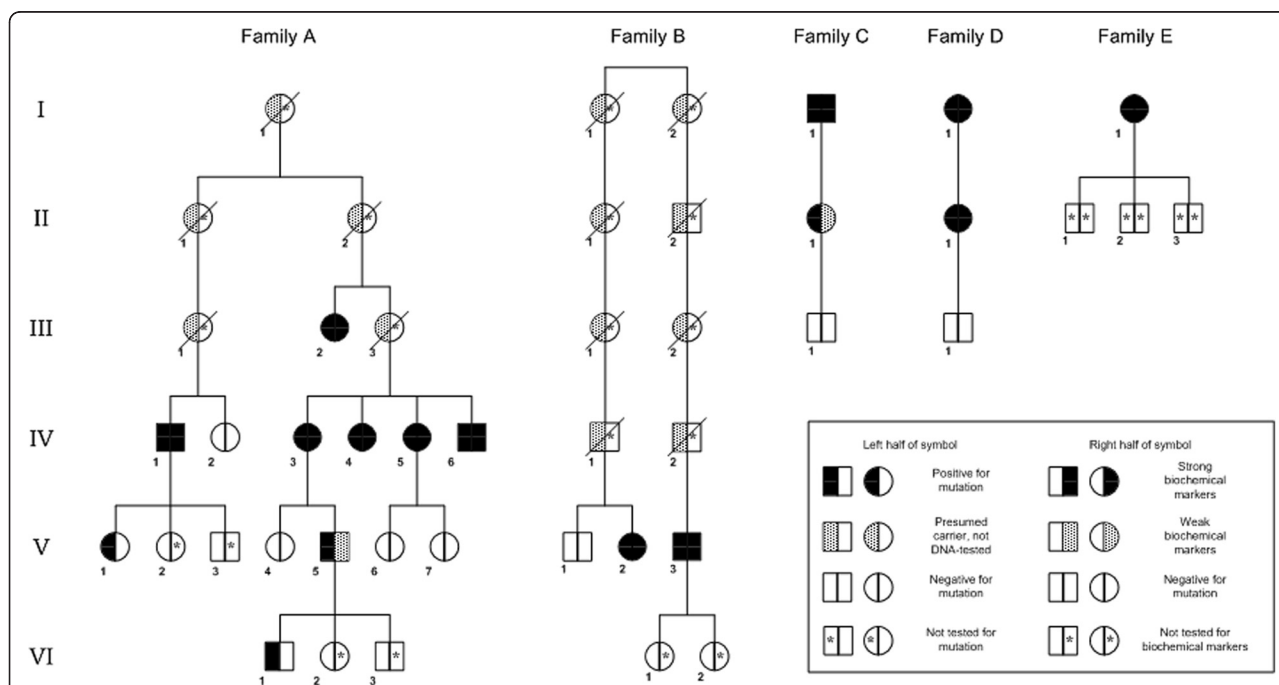 Family A Family B Family C Family D Family E
I
* * *
1 1 2 1 1 1
II
* * * * * * * * * *
1 2 1 2 1 1 1 2 3
III
* * * *
1 2 3 1 2 1 1
IV
* *
1 2 3 4 5 6 1 2
V
* *
1 2 3 4 5 6 7 1 2 3
VI
* * * *
1 2 3 1 2
Left half of symbol Right half of symbol
Positive for
mutation
Strong
biochemical
markers
Presumed
carrier, not
DNA-tested
Weak
biochemical
markers
Negative for
mutation
Negative for
mutation
* * Not tested for
mutation
* * Not tested for
biochemical markers